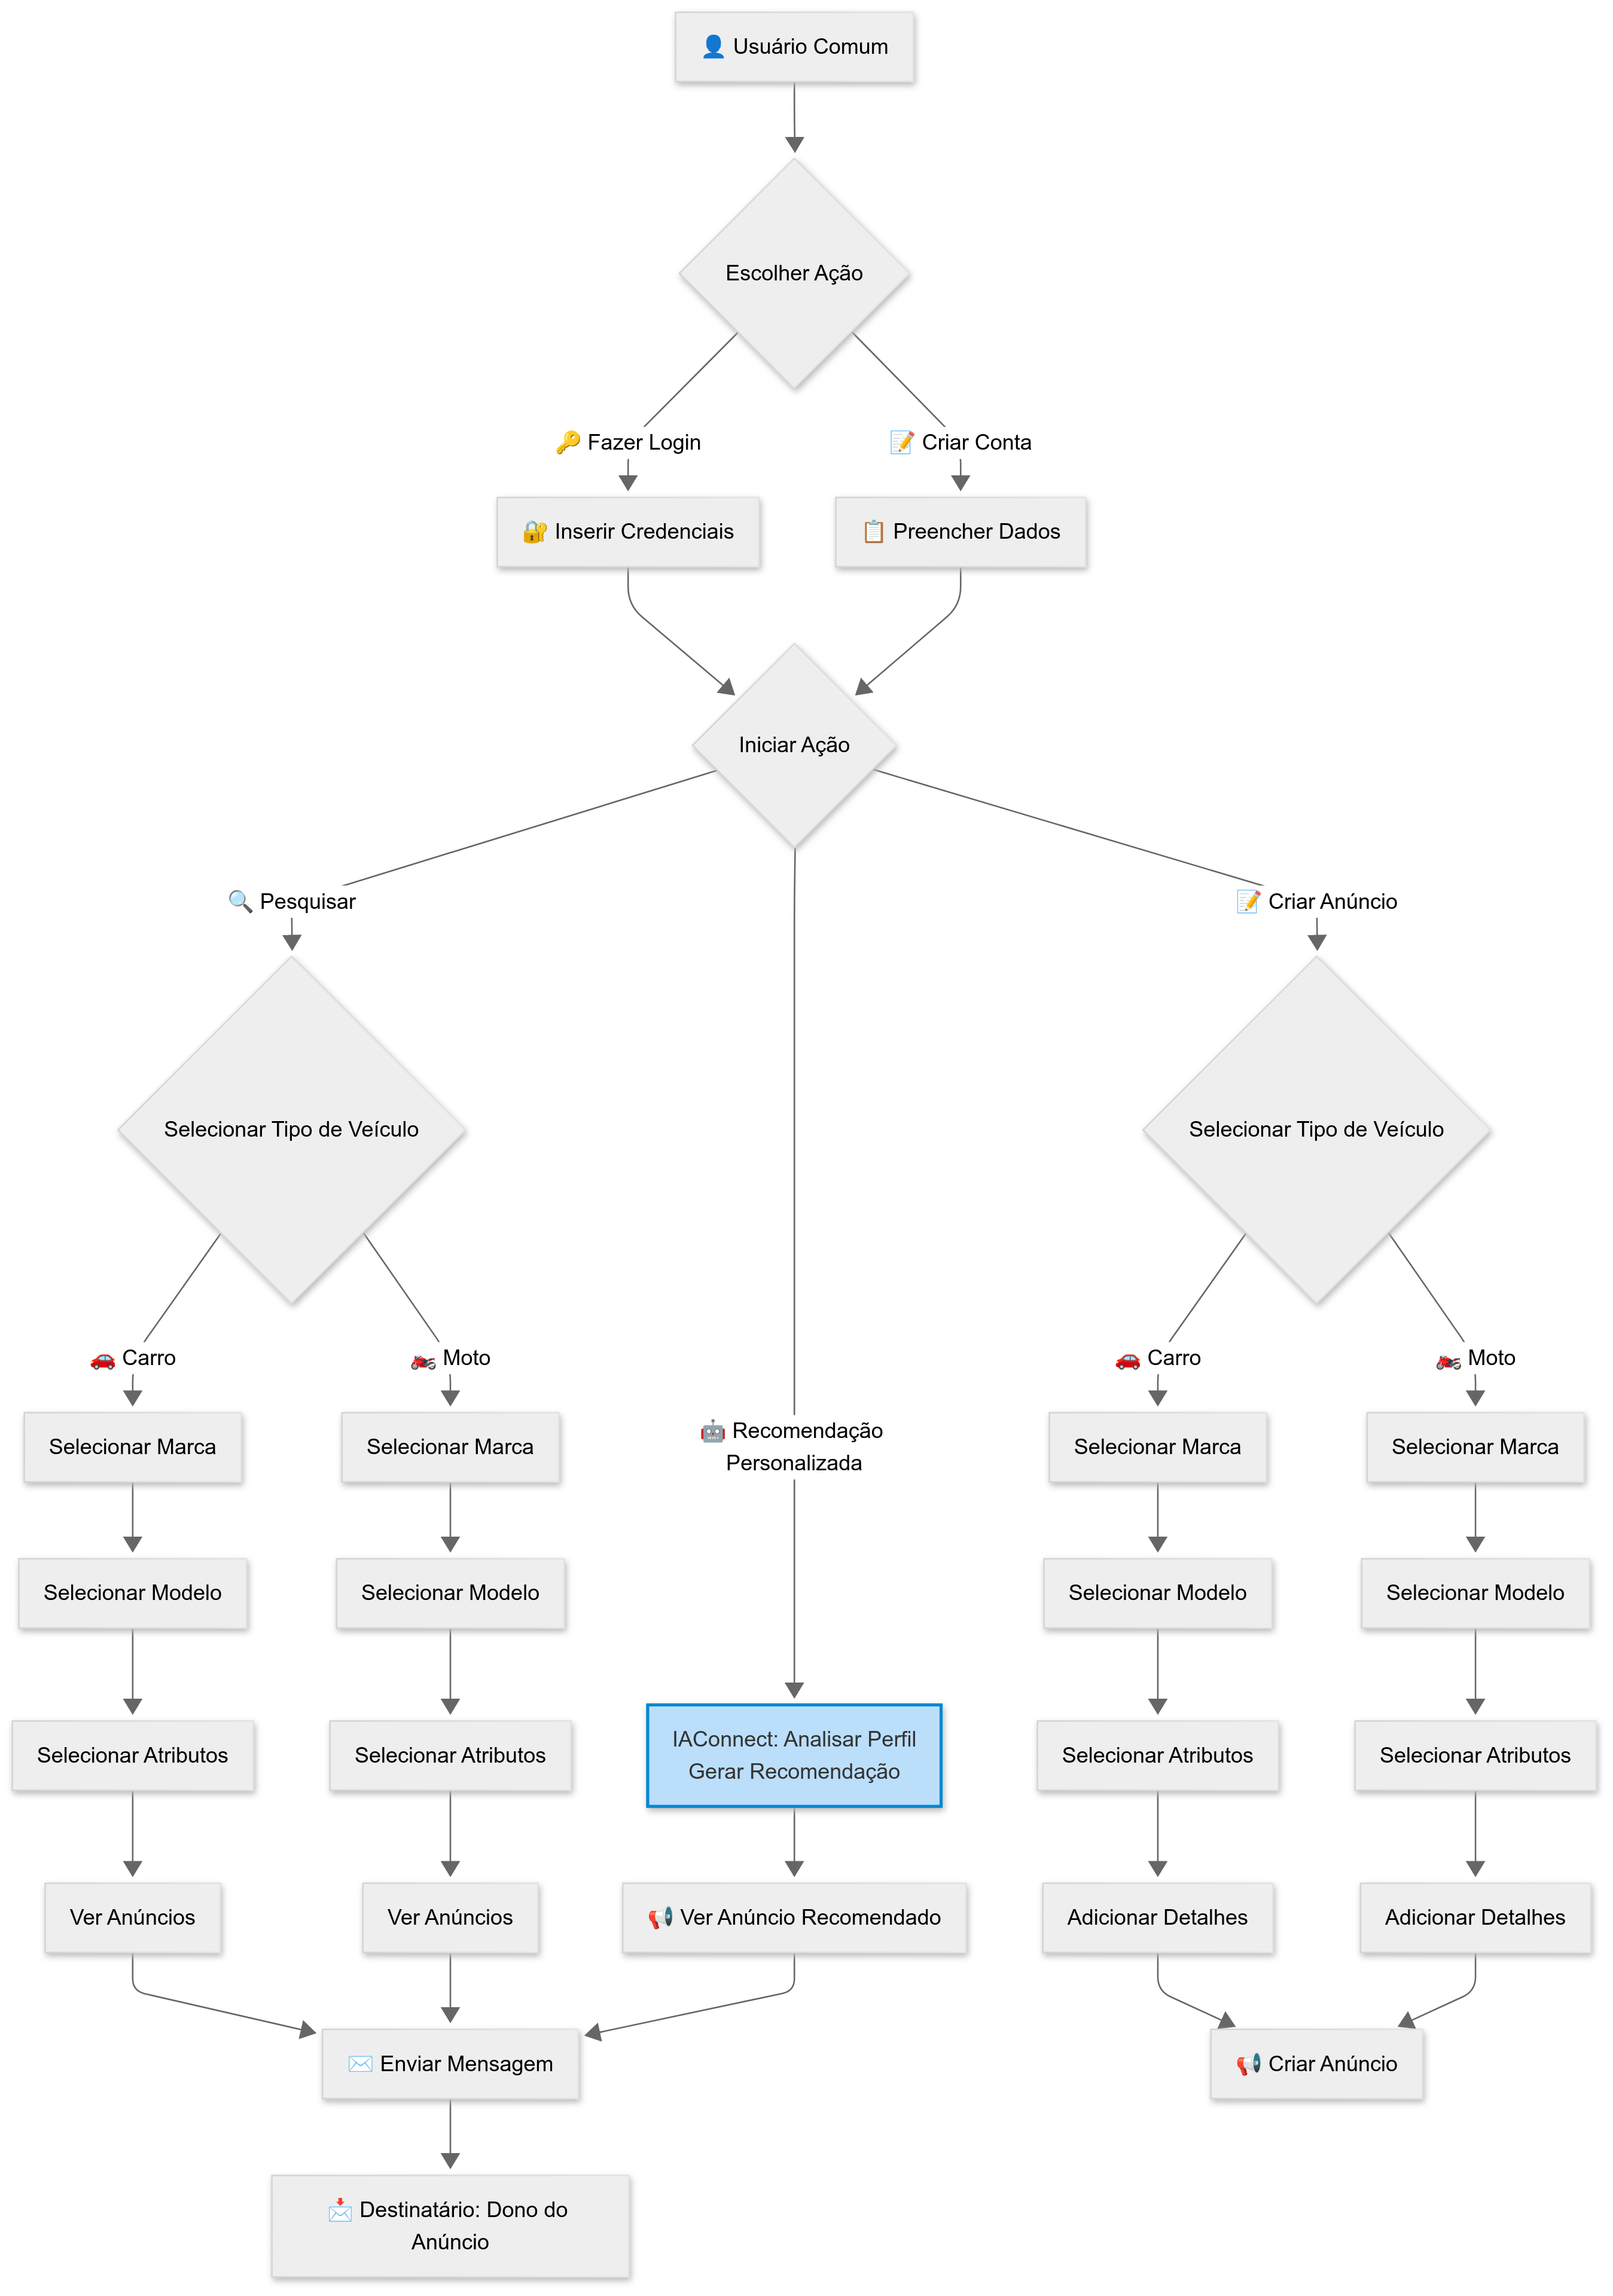 👤 Usuário Comum
Escolher Ação
🔑 Fazer Login
📝 Criar Conta
🔐 Inserir Credenciais
📋 Preencher Dados
Iniciar Ação
🔍 Pesquisar
📝 Criar Anúncio
Selecionar Tipo de Veículo
Selecionar Tipo de Veículo
🚗 Carro
🏍️ Moto
🚗 Carro
🏍️ Moto
🤖 Recomendação
Personalizada
Selecionar Marca
Selecionar Marca
Selecionar Marca
Selecionar Marca
Selecionar Modelo
Selecionar Modelo
Selecionar Modelo
Selecionar Modelo
Selecionar Atributos
Selecionar Atributos
IAConnect: Analisar Perfil
Gerar Recomendação
Selecionar Atributos
Selecionar Atributos
Ver Anúncios
Ver Anúncios
📢 Ver Anúncio Recomendado
Adicionar Detalhes
Adicionar Detalhes
✉️ Enviar Mensagem
📢 Criar Anúncio
📩 Destinatário: Dono do
Anúncio